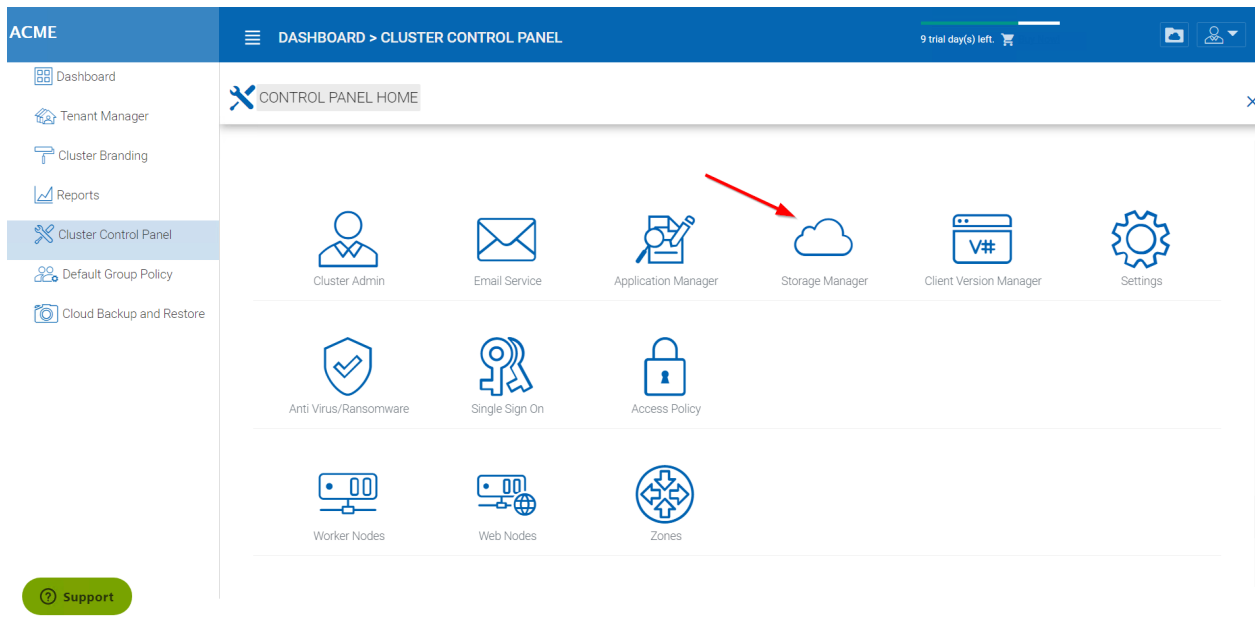 ACME
DASHBOARD > CLUSTER CONTROL PANEL
9 trial day(s) left.
Dashboard
Tenant Manager
Cluster Branding
Reports
Cluster Control Panel
Default Group Policy
Cloud Backup and Restore
CONTROL PANEL HOME
Cluster Admin
Email Service
Application Manager
Storage Manager
V#
Client Version Manager
Settings
Anti Virus/Ransomware
Single Sign On
Access Policy
Worker Nodes
Web Nodes
Zones
Support